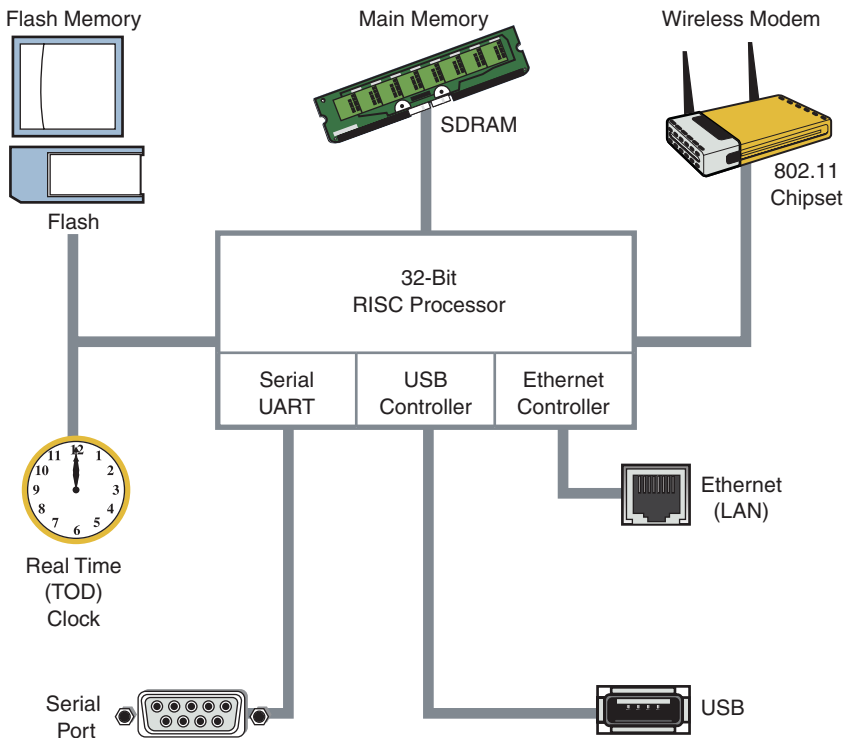 Flash Memory
Main Memory
Wireless Modem
SDRAM
802.11
Chipset
Flash
32-Bit
RISC Processor
Serial
UART
USB
Controller
Ethernet
Controller
12
1
2
3
4
5
6
7
8
9
10
11
Ethernet
(LAN)
Real Time
(TOD)
Clock
Serial
Port
USB